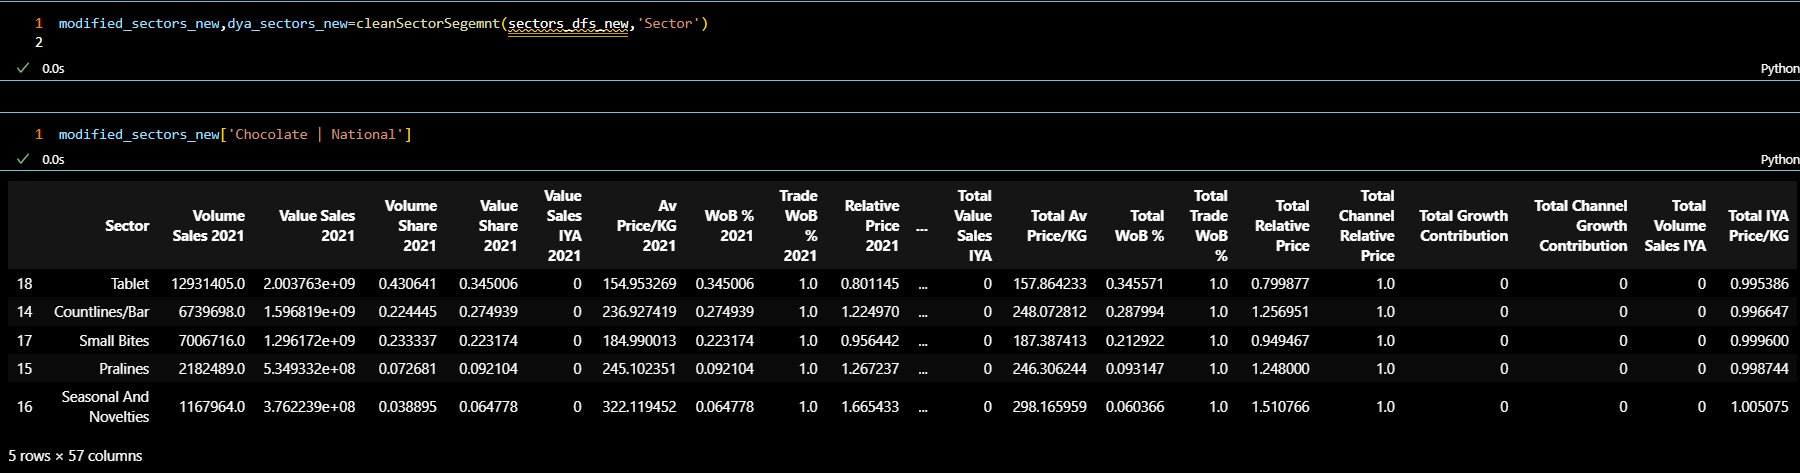 1 modified_sectors_new,dya_sectors_new=cleanSectorSegemnt(sectors_dfs_new,'Sector')
2
0.0s Python
1 modified_sectors_new['Chocolate | National']
0.0s Python
Sector Volume Sales 2021 Value Sales 2021 Volume Share 2021 Value Share 2021 Value Sales IYA 2021 Av Price/KG 2021 WoB % 2021 Trade WoB % 2021 Relative Price 2021 ... Total Value Sales IYA Total Av Price/KG Total WoB % Total Trade WoB % Total Relative Price Total Channel Relative Price Total Growth Contribution Total Channel Growth Contribution Total Volume Sales IYA Total IYA Price/KG
18 Tablet 12931405.0 2.003763e+09 0.430641 0.345006 0 154.953269 0.345006 1.0 0.801145 ... 0 157.864233 0.345571 1.0 0.799877 1.0 0 0 0 0.995386
14 Countlines/Bar 6739698.0 1.596819e+09 0.224445 0.274939 0 236.927419 0.274939 1.0 1.224970 ... 0 248.072812 0.287994 1.0 1.256951 1.0 0 0 0 0.996647
17 Small Bites 7006716.0 1.296172e+09 0.233337 0.223174 0 184.990013 0.223174 1.0 0.956442 ... 0 187.387413 0.212922 1.0 0.949467 1.0 0 0 0 0.999600
15 Pralines 2182489.0 5.349332e+08 0.072681 0.092104 0 245.102351 0.092104 1.0 1.267237 ... 0 246.306244 0.093147 1.0 1.248000 1.0 0 0 0 0.998744
16 Seasonal And Novelties 1167964.0 3.762239e+08 0.038895 0.064778 0 322.119452 0.064778 1.0 1.665433 ... 0 298.165959 0.060366 1.0 1.510766 1.0 0 0 0 1.005075
5 rows × 57 columns